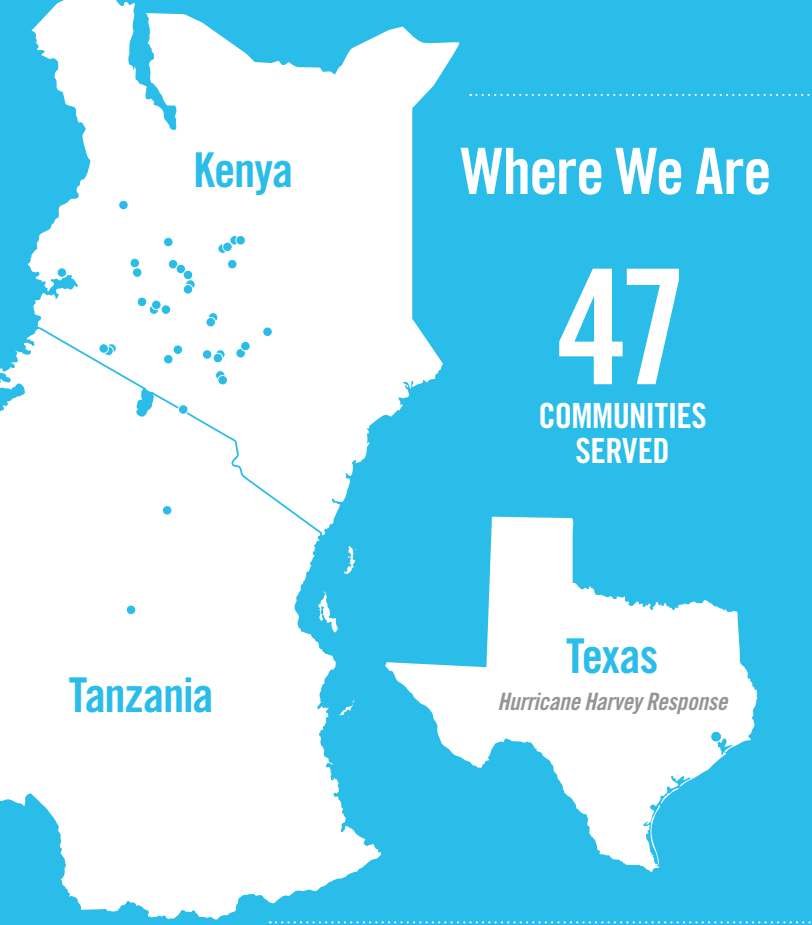 Kenya
Where We Are
47
COMMUNITIES
SERVED
Texas
Hurricane Harvey Response
Tanzania